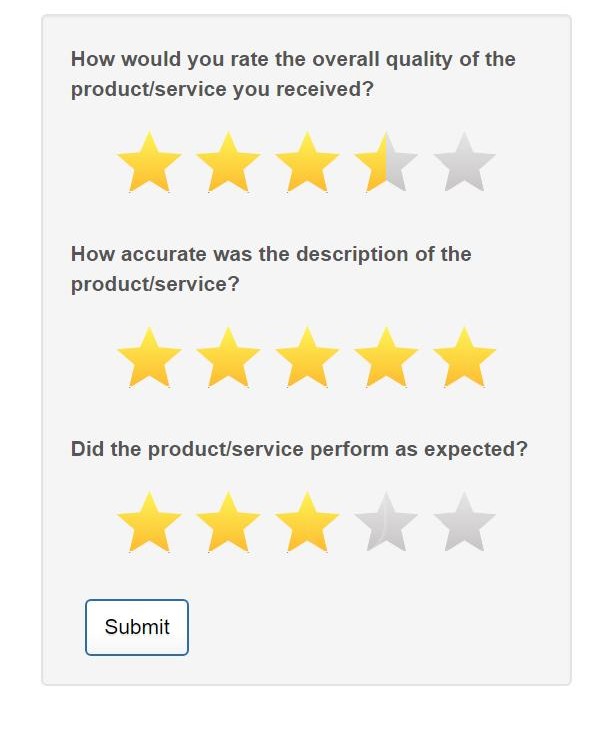 How would you rate the overall quality of the
product/service you received?
How accurate was the description of the
product/service?
Did the product/service perform as expected?
Submit